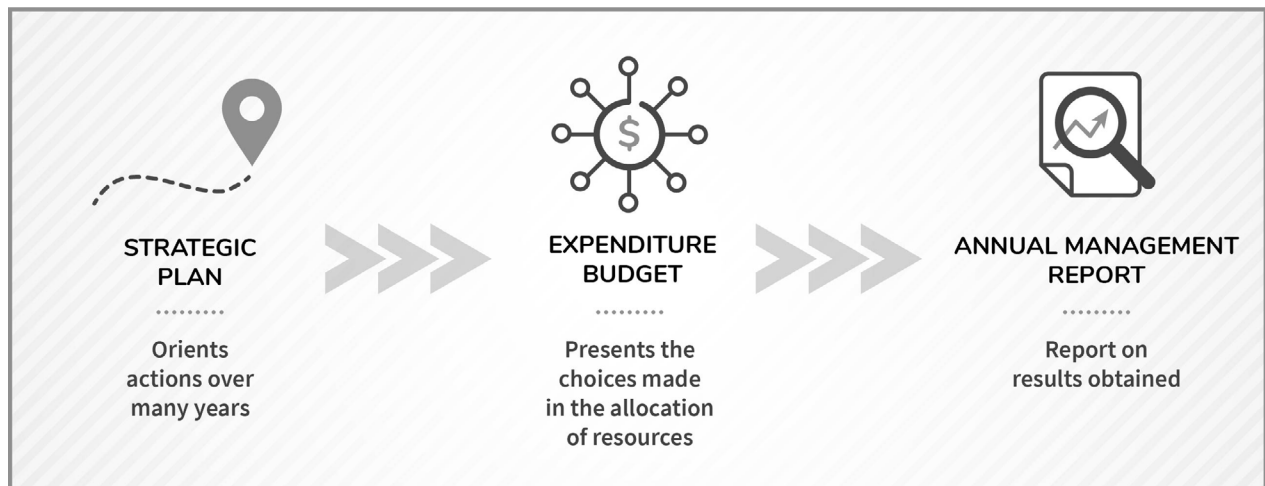 STRATEGIC
PLAN
Orients
actions over
many years
$
EXPENDITURE
BUDGET
Presents the
choices made
in the allocation
of resources
ANNUAL MANAGEMENT
REPORT
Report on
results obtained